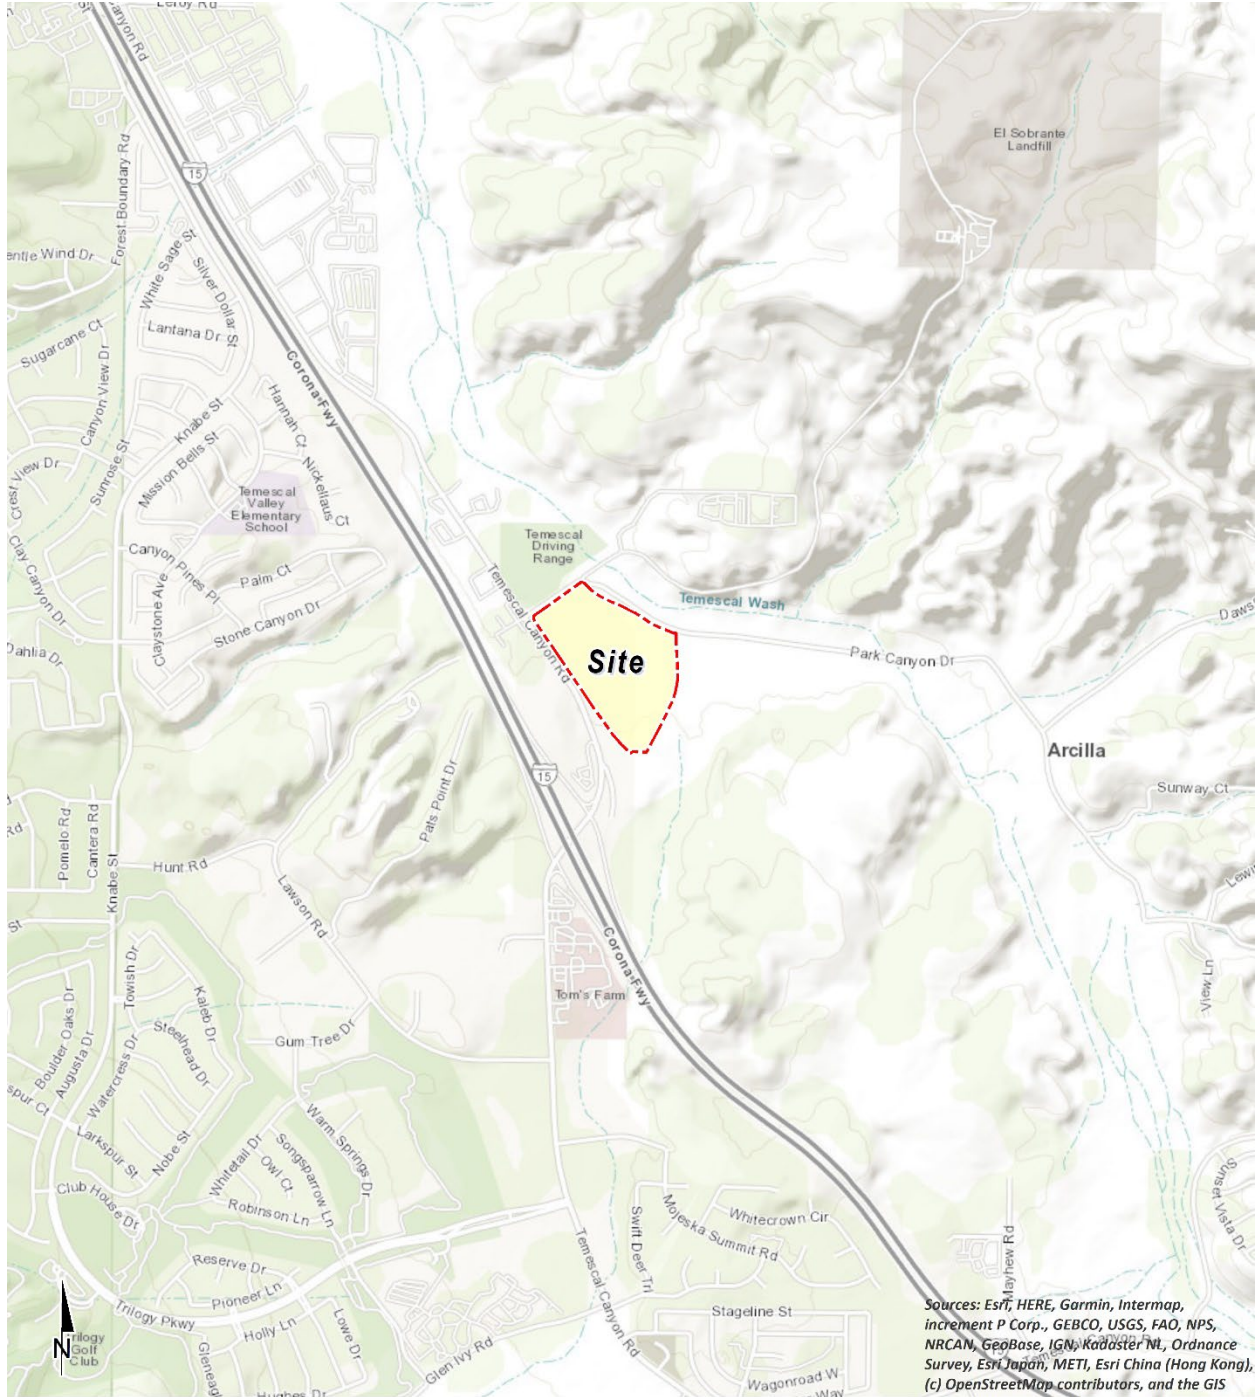 Leroy Rd
Canyon Rd
15
Forest Boundary Rd
El Sobrante
Landfill
White Sage St
Silver Dollar St
Lantana Dr
Sugarcane Ct
Canyon View Dr
Corona Fwy
Hannah Ct
Knabe St
Nickellaus Ct
Mission Bells St
Sunrose St
Crest View Dr
Temescal
Valley
Elementary
School
Temescal
Driving
Range
Clay Canyon Dr
Canyon Pines Pl
Palm Ct
Claystone Ave
Stone Canyon Dr
Temescal Canyon Rd
Temescal Wash
Dahlia Dr
Site
Park Canyon Dr
Arcilla
15
Sunway Ct
Pats Point Dr
Pomelo Rd
Cantera Rd
Knabe St
Hunt Rd
Lawson Rd
St
Corona Fwy
Tom's Farm
Towish Dr
Kaleb Dr
View Ln
Boulder Oaks Dr
Augusta Dr
Watercress Dr
Steelhead Dr
Gum Tree Dr
Larkspur St
Nobe St
Whitetail Dr
Owl Ct
Songsparrow Ln
Warm Springs Dr
Club House Dr
Robinson Ln
Swift Deer Trl
Mojeska Summit Rd
Whitecrown Cir
Sunset Vista Dr
Mayhew Rd
Reserve Dr
Pioneer Ln
Temescal Canyon Rd
Trilogy Pkwy
Holly Ln
Lowe Dr
Stageline St
Glen Ivy Rd
N
Trilogy
Golf
Club
Wagonroad W
Way
Temescal Canyon Rd
Sources: Esri, HERE, Garmin, Intermap,
increment P Corp., GEBCO, USGS, FAO, NPS,
NRCAN, GeoBase, IGN, Kadaster NL, Ordnance
Survey, Esri Japan, METI, Esri China (Hong Kong),
(c) OpenStreetMap contributors, and the GIS